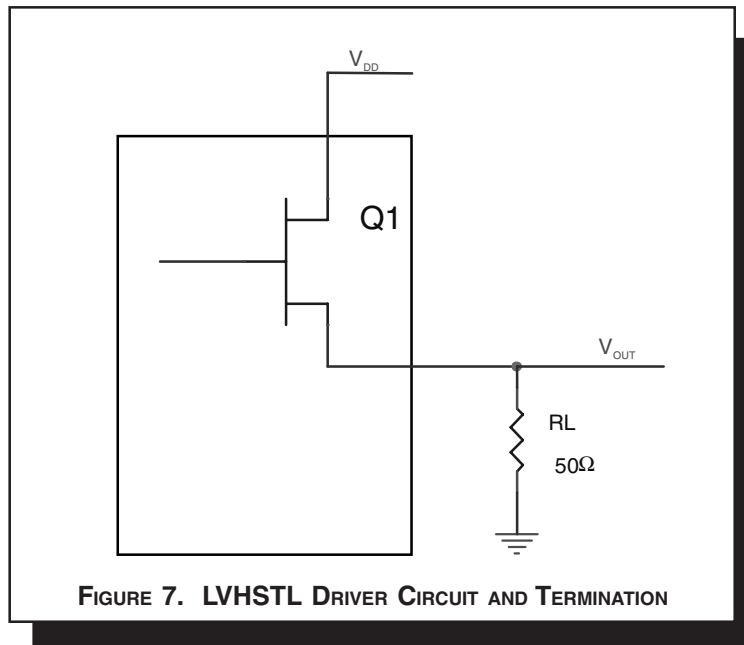 VDD
Q1
VOUT
RL
50Ω
FIGURE 7. LVHSTL DRIVER CIRCUIT AND TERMINATION